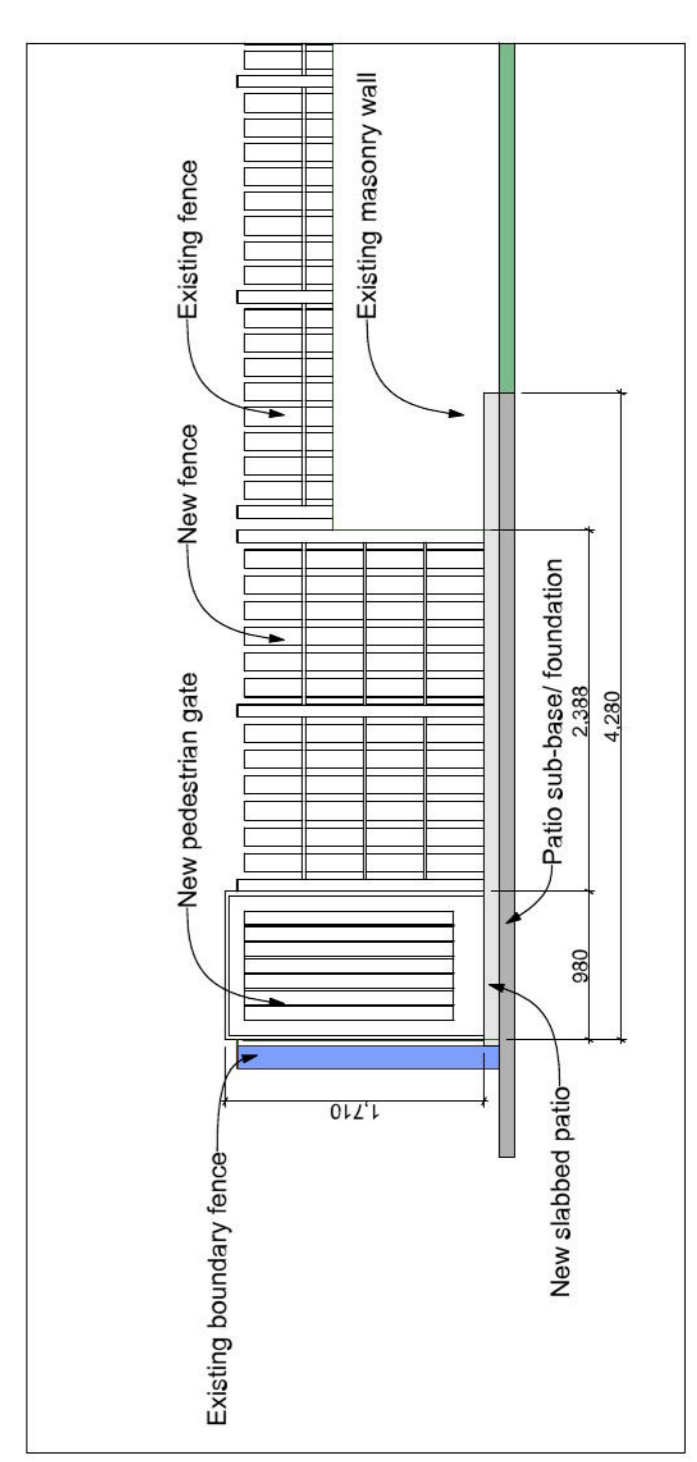 Existing boundary fence
New pedestrian gate
New fence
Existing fence
Existing masonry wall
1,710
New slabbed patio
Patio sub-base/ foundation
980
2,388
4,280